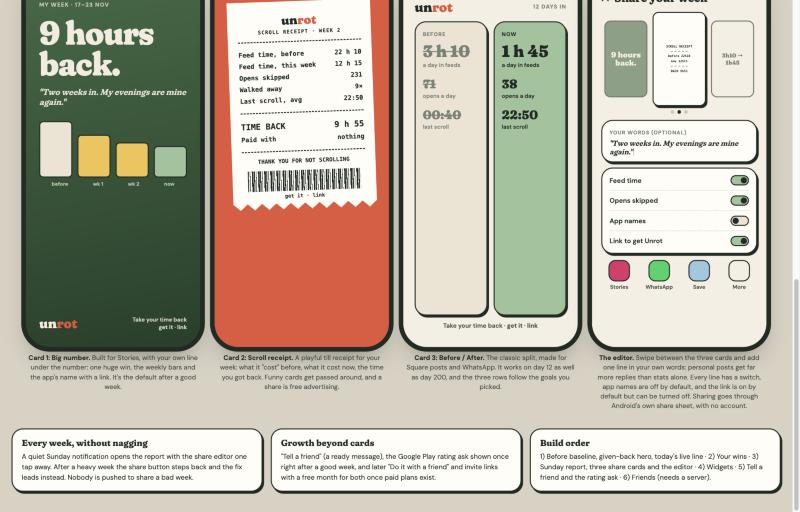 MY WEEK · 17–23 NOV
9 hours
back.
"Two weeks in. My evenings are mine
again."
before
wk 1
wk 2
now
unrot
Take your time back
get it · link
unrot
SCROLL RECEIPT · WEEK 2
Feed time, before 22 h 10
Feed time, this week 12 h 15
Opens skipped 231
Walked away 9×
Last scroll, avg 22:50
TIME BACK 9 h 55
Paid with nothing
THANK YOU FOR NOT SCROLLING
get it · link
unrot
12 DAYS IN
BEFORE
3 h 10
a day in feeds
71
opens a day
00:40
last scroll
NOW
1 h 45
a day in feeds
38
opens a day
22:50
last scroll
Take your time back · get it · link
Share your week
9 hours
back.
SCROLL RECEIPT
3h10 →
1h45
YOUR WORDS (OPTIONAL)
"Two weeks in. My evenings are mine
again."
Feed time
Opens skipped
App names
Link to get Unrot
Stories
WhatsApp
Save
More
Card 1: Big number. Built for Stories, with your own line
under the number: one huge win, the weekly bars and
the app's name with a link. It's the default after a good
week.
Card 2: Scroll receipt. A playful till receipt for your
week: what it "cost" before, what it cost now, the time
you got back. Funny cards get passed around, and a
share is free advertising.
Card 3: Before / After. The classic split, made for
Square posts and WhatsApp. It works on day 12 as well
as day 200, and the three rows follow the goals you
picked.
The editor. Swipe between the three cards and add
one line in your own words: personal posts get far
more replies than stats alone. Every line has a switch,
app names are off by default, and the link is on by
default but can be turned off. Sharing goes through
Android's own share sheet, with no account.
Every week, without nagging
A quiet Sunday notification opens the report with the share editor one
tap away. After a heavy week the share button steps back and the fix
leads instead. Nobody is pushed to share a bad week.
Growth beyond cards
"Tell a friend" (a ready message), the Google Play rating ask shown once
right after a good week, and later "Do it with a friend" and invite links
with a free month for both once paid plans exist.
Build order
1) Before baseline, given-back hero, today's live line · 2) Your wins · 3)
Sunday report, three share cards and the editor · 4) Widgets · 5) Tell a
friend and the rating ask · 6) Friends (needs a server).